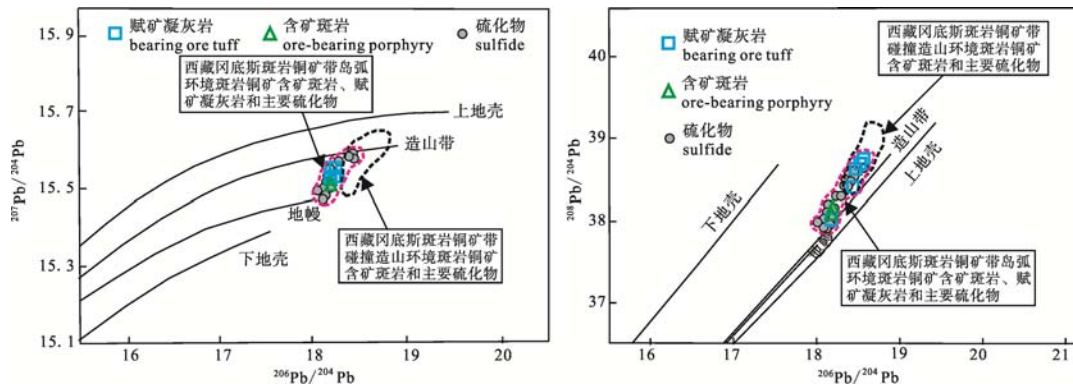 赋矿凝灰岩
bearing ore tuff
含矿斑岩
ore-bearing porphyry
硫化物
sulfide
西藏冈底斯斑岩铜矿带岛弧
环境斑岩铜矿含矿斑岩、赋
矿凝灰岩和主要硫化物
上地壳
造山带
地幔
下地壳
西藏冈底斯斑岩铜矿带
碰撞造山环境斑岩铜矿
含矿斑岩和主要硫化物
15.9
15.7
15.5
15.3
15.1
²⁰⁷Pb/²⁰⁴Pb
16
17
18
19
20
²⁰⁶Pb/²⁰⁴Pb
赋矿凝灰岩
bearing ore tuff
含矿斑岩
ore-bearing porphyry
硫化物
sulfide
西藏冈底斯斑岩铜矿带
碰撞造山环境斑岩铜矿
含矿斑岩和主要硫化物
下地壳
造山带
上地壳
地幔
西藏冈底斯斑岩铜矿带岛弧
环境斑岩铜矿含矿斑岩、赋
矿凝灰岩和主要硫化物
40
39
38
37
²⁰⁸Pb/²⁰⁴Pb
16
17
18
19
20
21
²⁰⁶Pb/²⁰⁴Pb